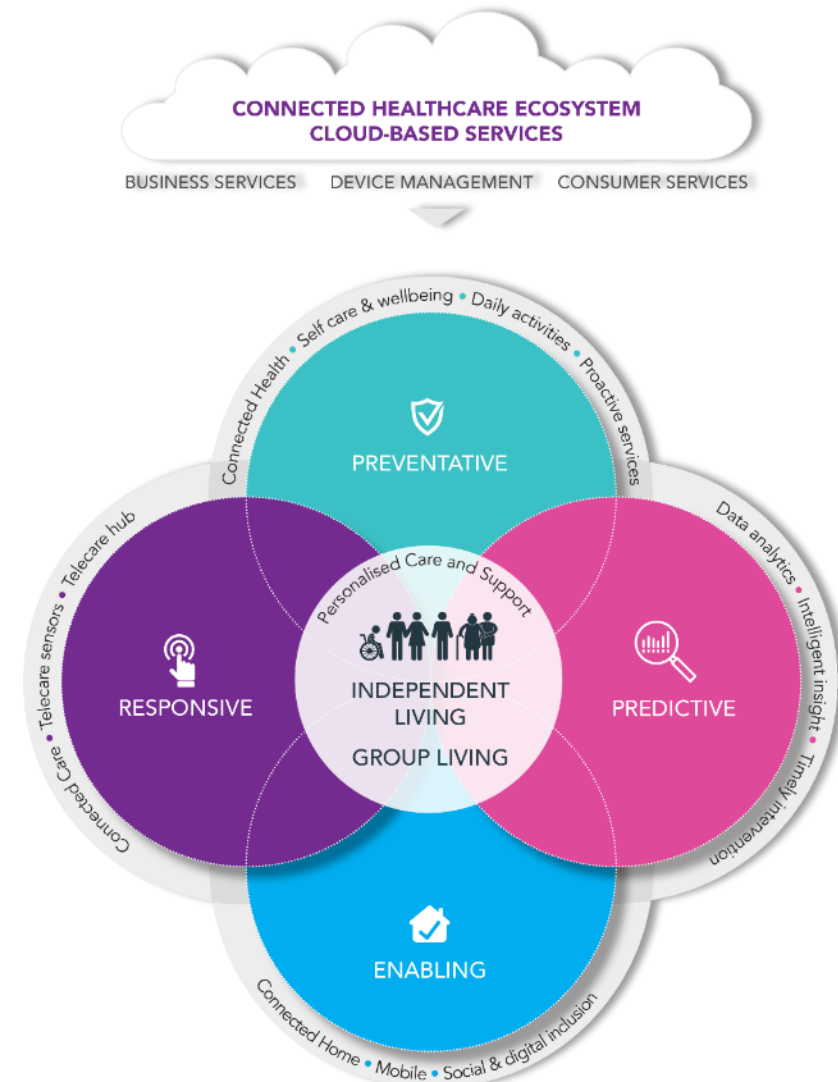 CONNECTED HEALTHCARE ECOSYSTEM
CLOUD-BASED SERVICES
BUSINESS SERVICES DEVICE MANAGEMENT CONSUMER SERVICES
Connected Health • Self care & wellbeing • Daily activities • Proactive services
PREVENTATIVE
Connected Care • Telecare sensors • Telecare hub
RESPONSIVE
Personalised Care and Support
INDEPENDENT
LIVING
GROUP LIVING
Data analytics • Intelligent insight • Timely intervention
PREDICTIVE
ENABLING
Connected Home • Mobile • Social & digital inclusion